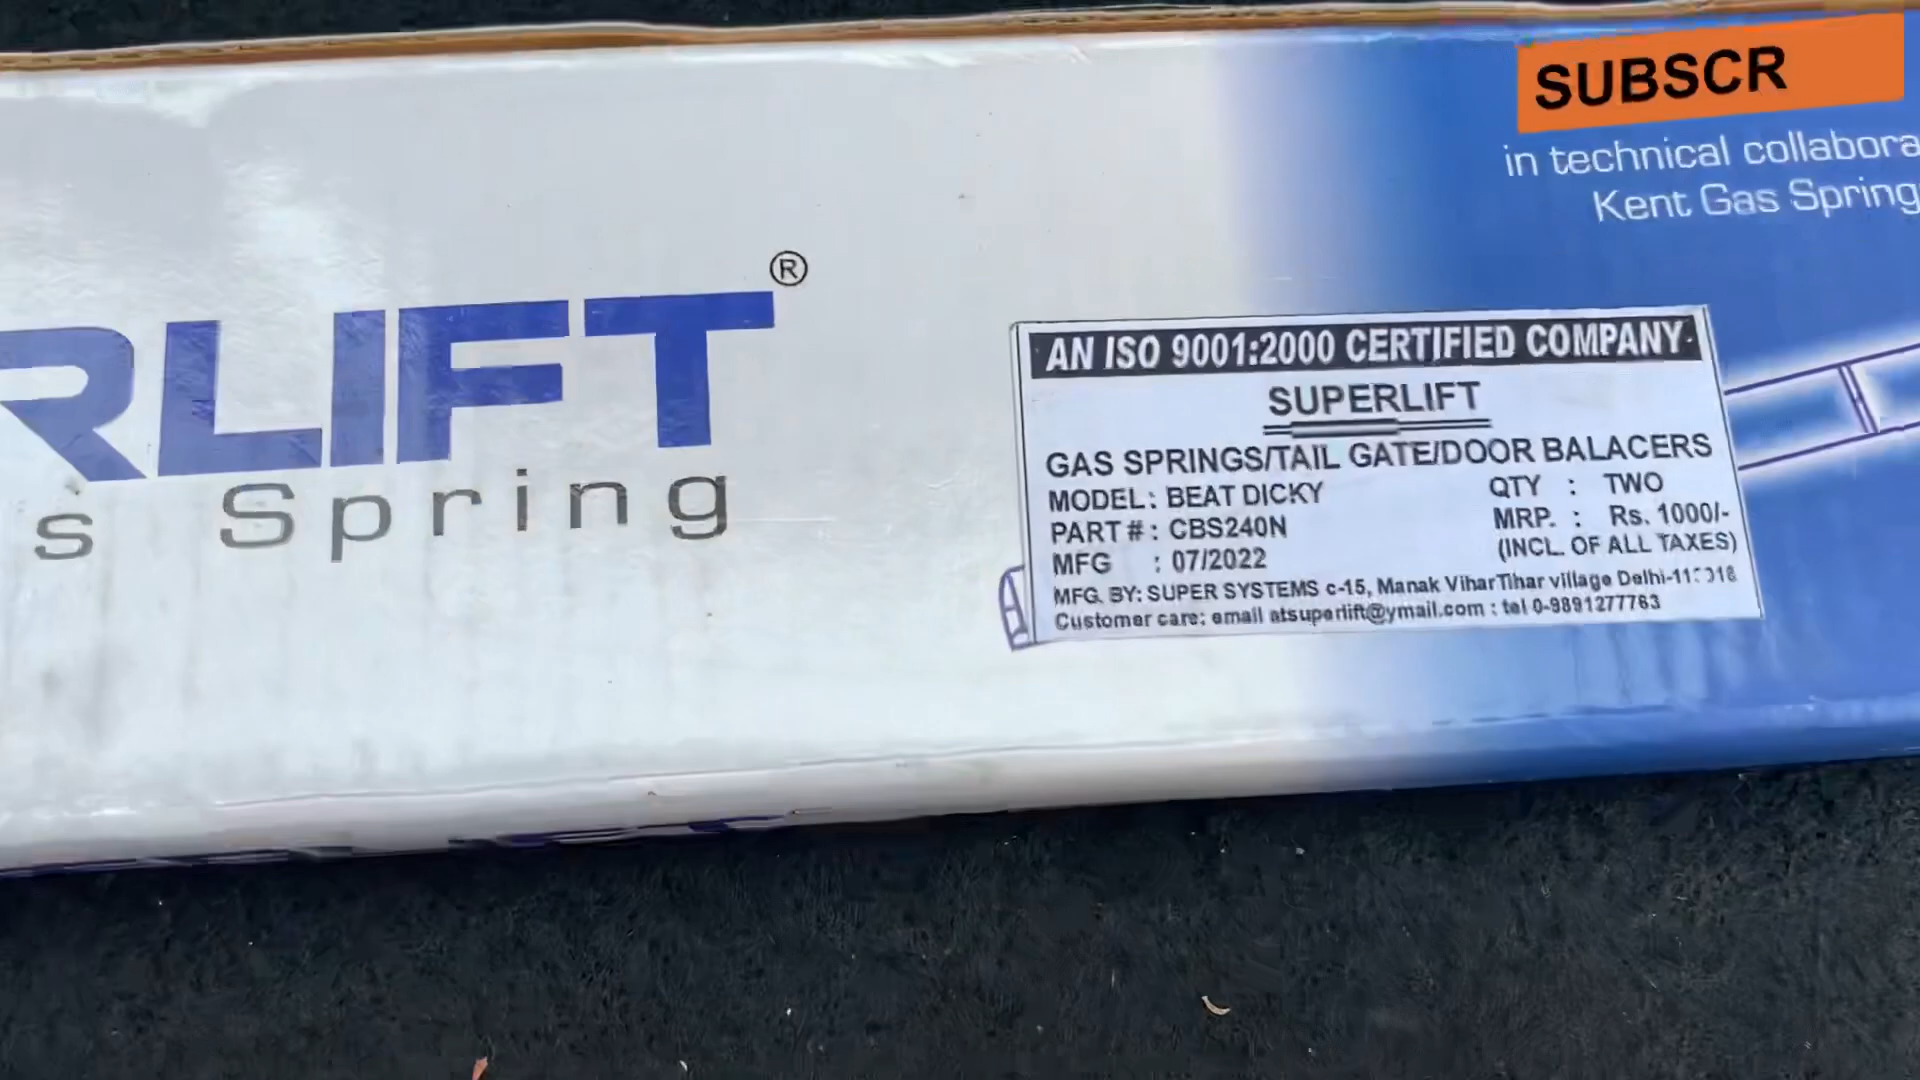 SUBSCR
in technical collabora
Kent Gas Spring
RLIFT®
s Spring
AN ISO 9001:2000 CERTIFIED COMPANY
SUPERLIFT
GAS SPRINGS/TAIL GATE/DOOR BALACERS
MODEL: BEAT DICKY QTY : TWO
PART # : CBS240N MRP. : Rs. 1000/-
MFG : 07/2022 (INCL. OF ALL TAXES)
MFG. BY: SUPER SYSTEMS c-15, Manak Vihar Tihar village Delhi-
Customer care: email atsuperlift@ymail.com : tel 0-9891277763